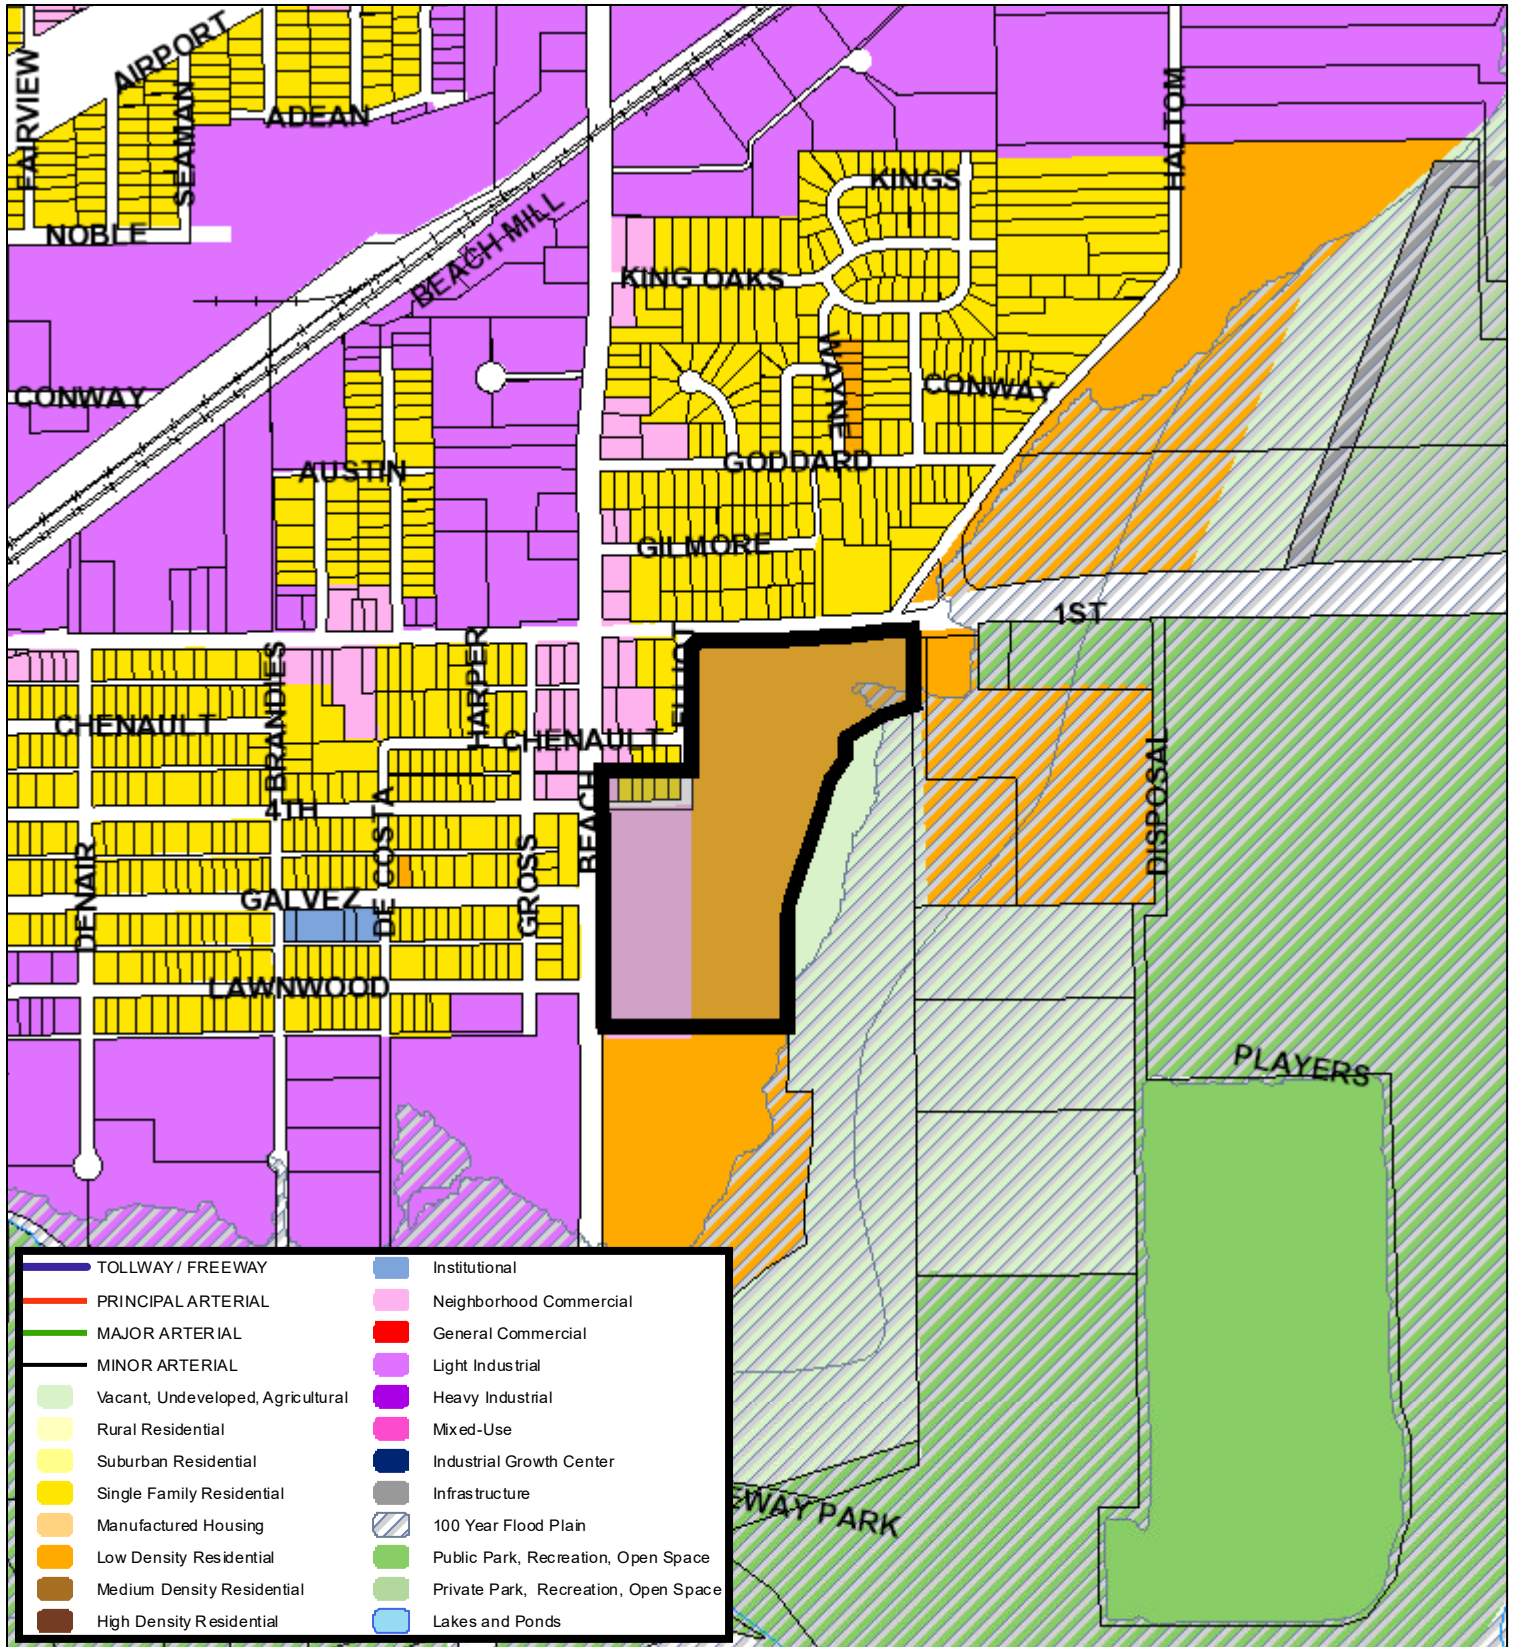 AIRPORT
FAIRVIEW
SEAMAN
ADEAN
NOBLE
BEACH MILL
HALTOM
KINGS
KING OAKS
WAYNE
CONWAY
CONWAY
GODDARD
AUSTIN
GILMORE
1ST
BRANDIES
HARPER
ELLIOT
CHENAULT
CHENAULT
4TH
BEACH
DISPOSAL
DENAIR
DE COSTA
GROSS
GALVEZ
LAWNWOOD
PLAYERS
EWAY PARK
TOLLWAY / FREEWAY
PRINCIPAL ARTERIAL
MAJOR ARTERIAL
MINOR ARTERIAL
Vacant, Undeveloped, Agricultural
Rural Residential
Suburban Residential
Single Family Residential
Manufactured Housing
Low Density Residential
Medium Density Residential
High Density Residential
Institutional
Neighborhood Commercial
General Commercial
Light Industrial
Heavy Industrial
Mixed-Use
Industrial Growth Center
Infrastructure
100 Year Flood Plain
Public Park, Recreation, Open Space
Private Park, Recreation, Open Space
Lakes and Ponds